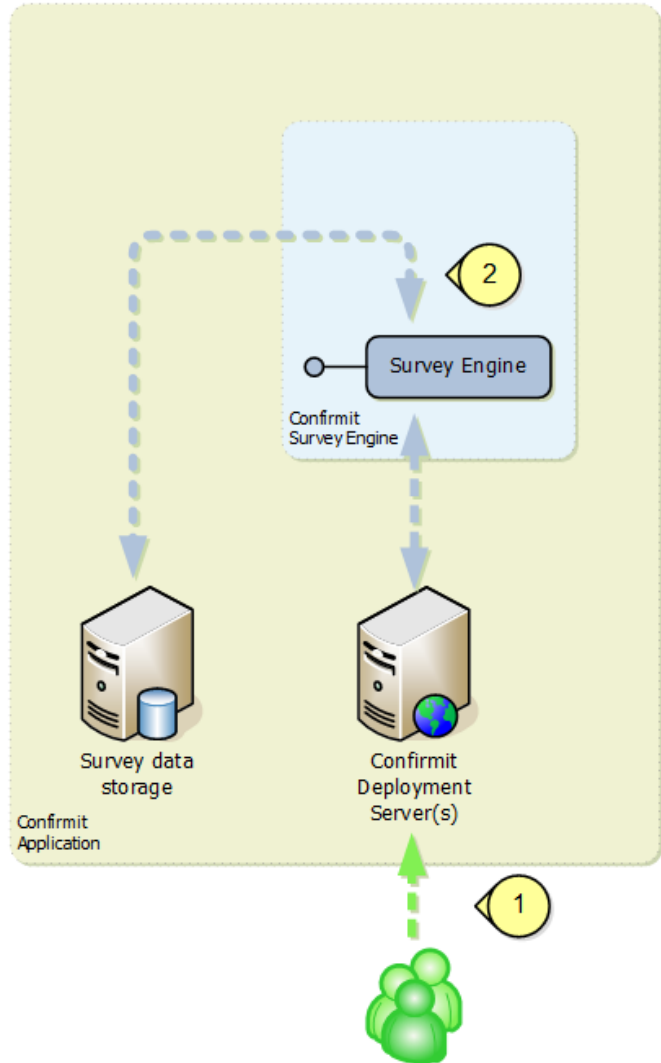 2
Survey Engine
Confirmit
Survey Engine
Survey data
storage
Confirmit
Deployment
Server(s)
Confirmit
Application
1